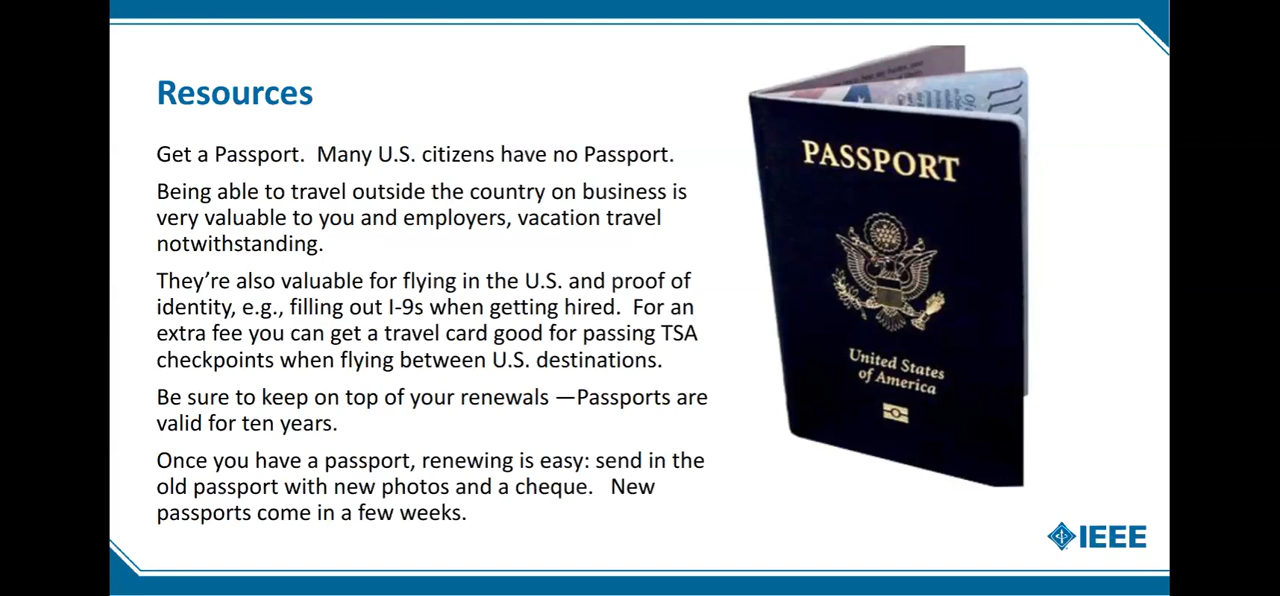 Resources
Get a Passport.  Many U.S. citizens have no Passport.
Being able to travel outside the country on business is
very valuable to you and employers, vacation travel
notwithstanding.
They’re also valuable for flying in the U.S. and proof of
identity, e.g., filling out I-9s when getting hired.  For an
extra fee you can get a travel card good for passing TSA
checkpoints when flying between U.S. destinations.
Be sure to keep on top of your renewals —Passports are
valid for ten years.
Once you have a passport, renewing is easy: send in the
old passport with new photos and a cheque.   New
passports come in a few weeks.
PASSPORT
United States
of America
IEEE